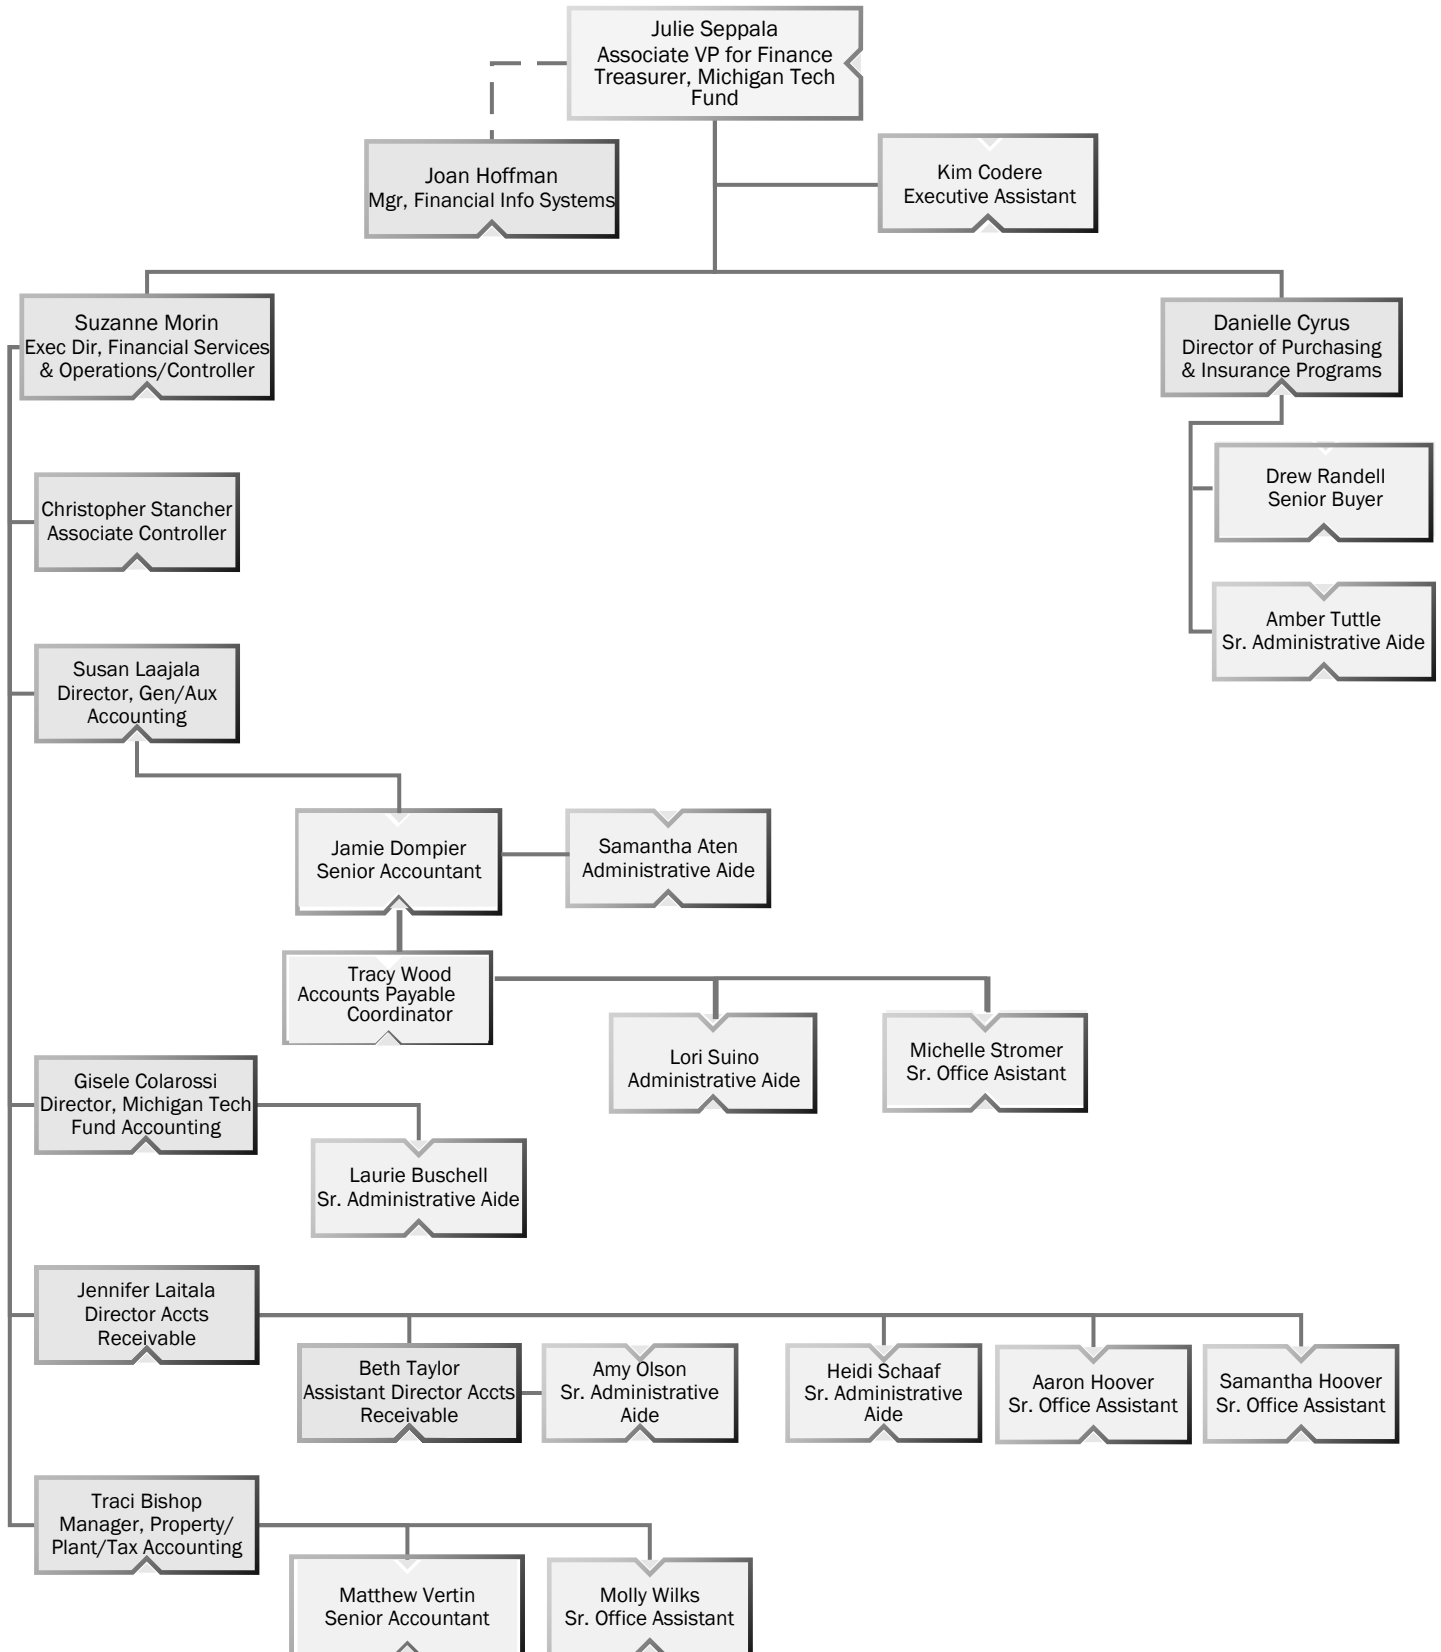 Julie Seppala
Associate VP for Finance
Treasurer, Michigan Tech
Fund
Joan Hoffman
Mgr, Financial Info Systems
Kim Codere
Executive Assistant
Suzanne Morin
Exec Dir, Financial Services
& Operations/Controller
Danielle Cyrus
Director of Purchasing
& Insurance Programs
Drew Randell
Senior Buyer
Christopher Stancher
Associate Controller
Amber Tuttle
Sr. Administrative Aide
Susan Laajala
Director, Gen/Aux
Accounting
Jamie Dompier
Senior Accountant
Samantha Aten
Administrative Aide
Tracy Wood
Accounts Payable
Coordinator
Lori Suino
Administrative Aide
Michelle Stromer
Sr. Office Asistant
Gisele Colarossi
Director, Michigan Tech
Fund Accounting
Laurie Buschell
Sr. Administrative Aide
Jennifer Laitala
Director Accts
Receivable
Beth Taylor
Assistant Director Accts
Receivable
Amy Olson
Sr. Administrative
Aide
Heidi Schaaf
Sr. Administrative
Aide
Aaron Hoover
Sr. Office Assistant
Samantha Hoover
Sr. Office Assistant
Traci Bishop
Manager, Property/
Plant/Tax Accounting
Matthew Vertin
Senior Accountant
Molly Wilks
Sr. Office Assistant